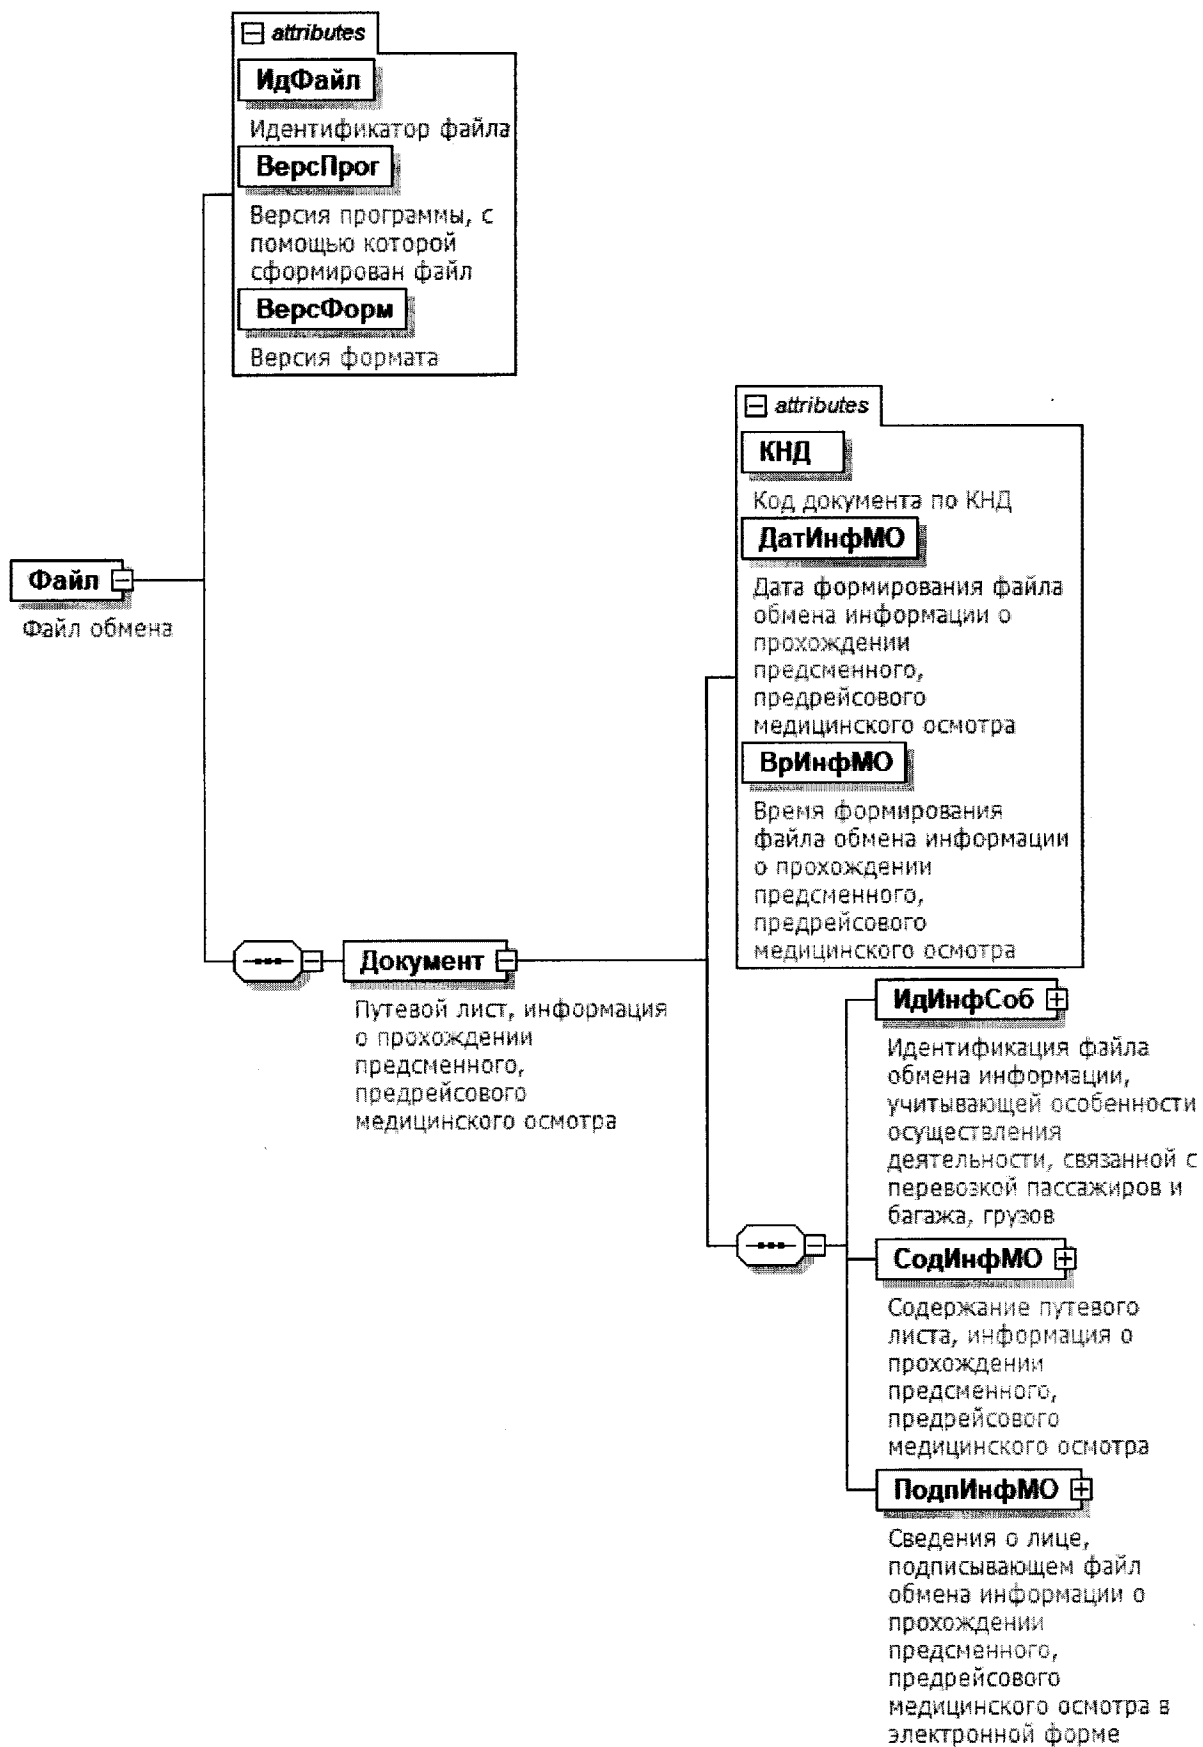 attributes
ИдФайл
Идентификатор файла
ВерсПрог
Версия программы, с
помощью которой
сформирован файл
ВерсФорм
Версия формата
Файл
Файл обмена
attributes
КНД
Код документа по КНД
ДатИнфМО
Дата формирования файла
обмена информации о
прохождении
предсменного,
предрейсового
медицинского осмотра
ВрИнфМО
Время формирования
файла обмена информации
о прохождении
предсменного,
предрейсового
медицинского осмотра
Документ
Путевой лист, информация
о прохождении
предсменного,
предрейсового
медицинского осмотра
ИдИнфСоб
Идентификация файла
обмена информации,
учитывающей особенности
осуществления
деятельности, связанной с
перевозкой пассажиров и
багажа, грузов
СодИнфМО
Содержание путевого
листа, информация о
прохождении
предсменного,
предрейсового
медицинского осмотра
ПодпИнфМО
Сведения о лице,
подписывающем файл
обмена информации о
прохождении
предсменного,
предрейсового
медицинского осмотра в
электронной форме